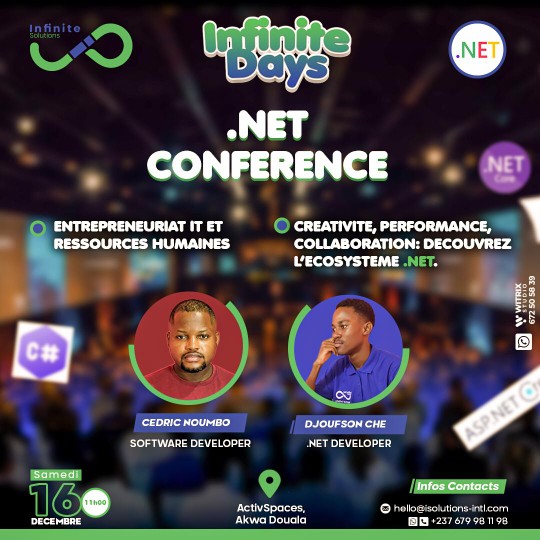 Infinite
Solutions
Infinite
Days
.NET
.NET
CONFERENCE
.NET
Core
ENTREPRENEURIAT IT ET
RESSOURCES HUMAINES
CREATIVITE, PERFORMANCE,
COLLABORATION: DECOUVREZ
L'ECOSYSTEME .NET.
WITRIX
STUDIO
672 50 58 39
C#
ASP.NET
CEDRIC NOUMBO
SOFTWARE DEVELOPER
DJOUFSON CHE
.NET DEVELOPER
Samedi
16
11h00
DECEMBRE
ActivSpaces,
Akwa Douala
Infos Contacts
hello@isolutions-intl.com
+237 679 98 11 98